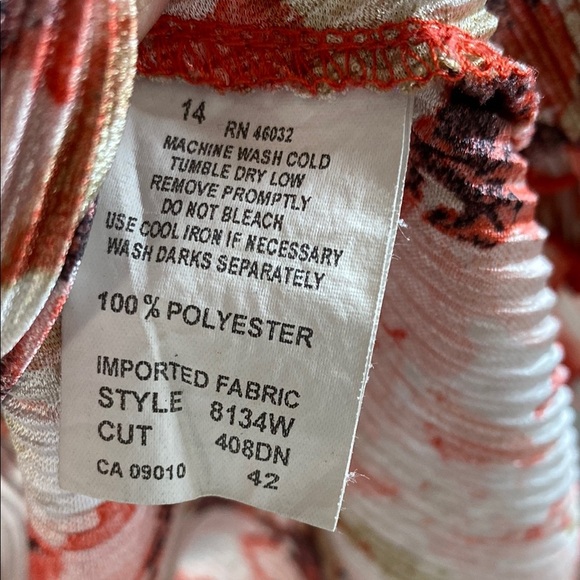 14 RN 46032
MACHINE WASH COLD
TUMBLE DRY LOW
REMOVE PROMPTLY
DO NOT BLEACH
USE COOL IRON IF NECESSARY
WASH DARKS SEPARATELY
100% POLYESTER
IMPORTED FABRIC
STYLE 8134W
CUT 408DN
CA 09010 42